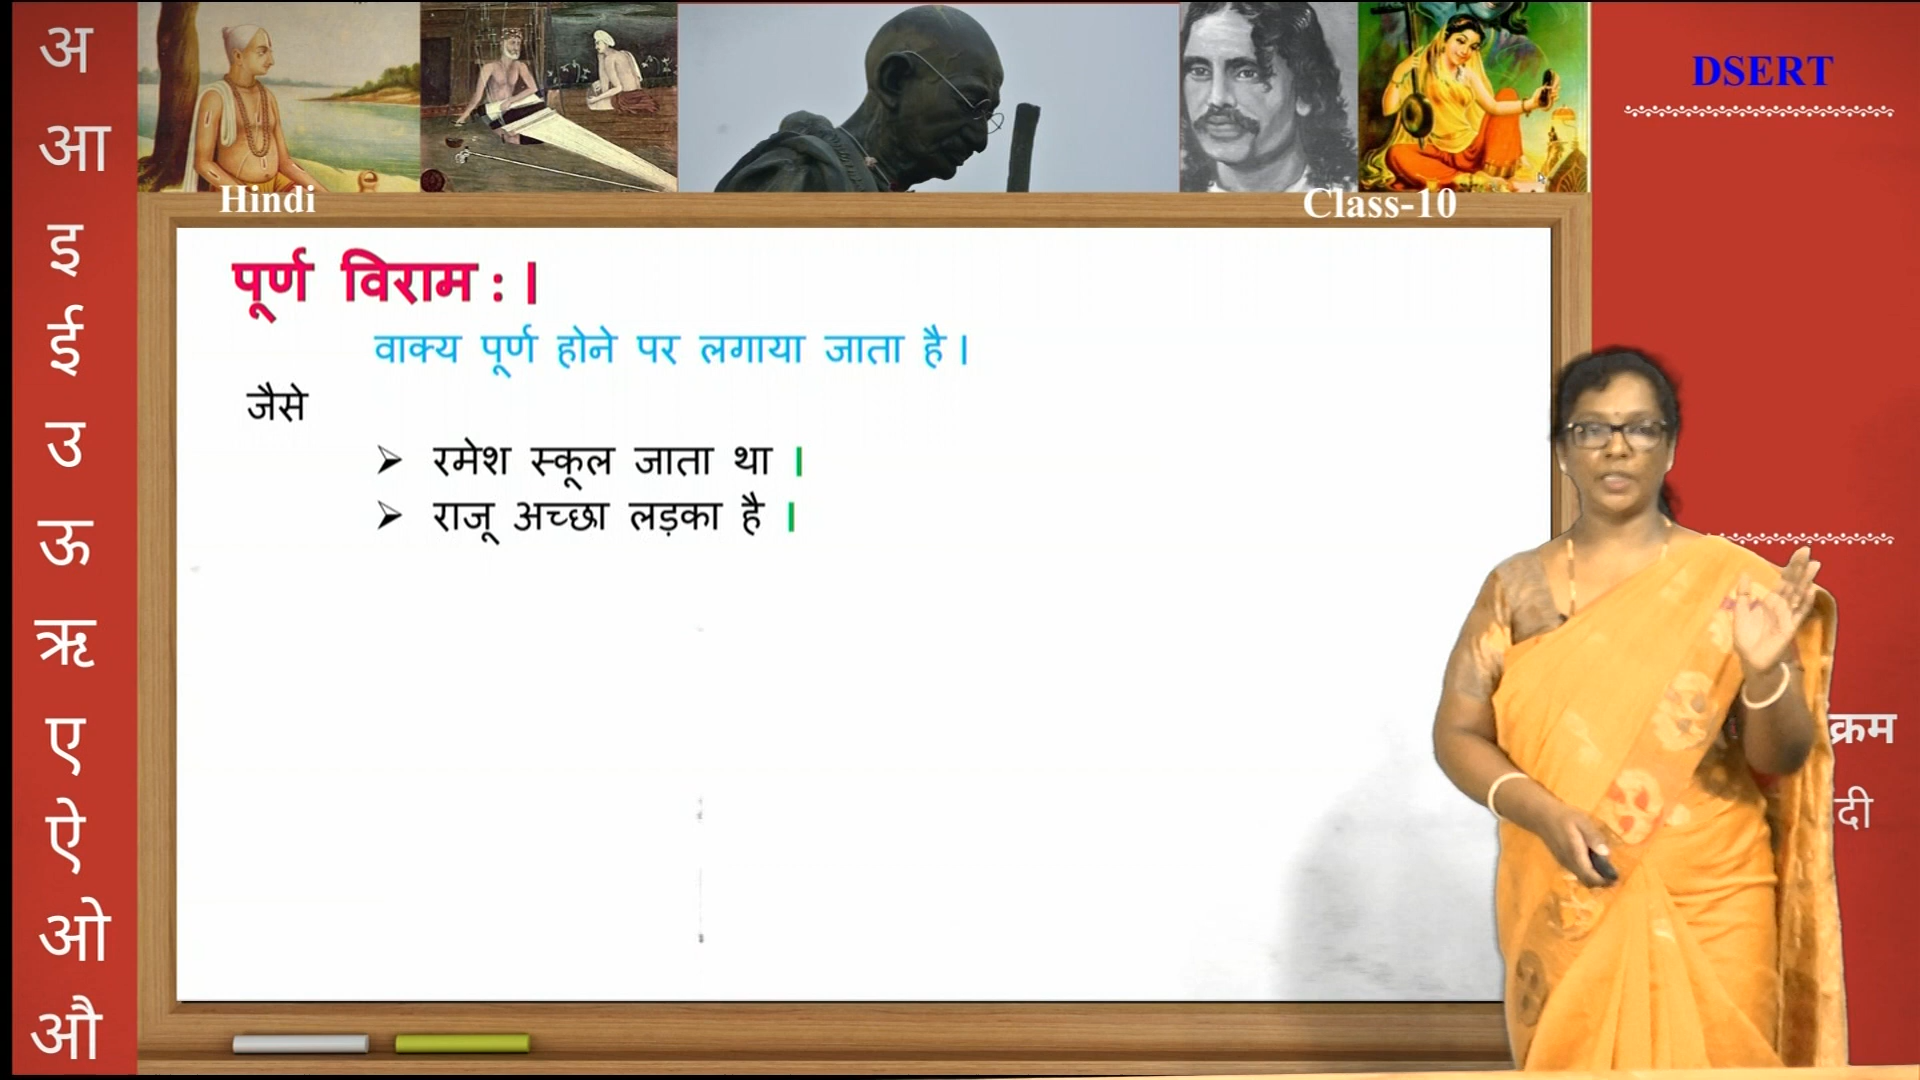 अ
आ
इ
ई
उ
ऊ
ऋ
ए
ऐ
ओ
औ
Hindi
Class-10
DSERT
पूर्ण विराम : ।
वाक्य पूर्ण होने पर लगाया जाता है ।
जैसे
➢ रमेश स्कूल जाता था ।
➢ राजू अच्छा लड़का है ।
क्रम
दी